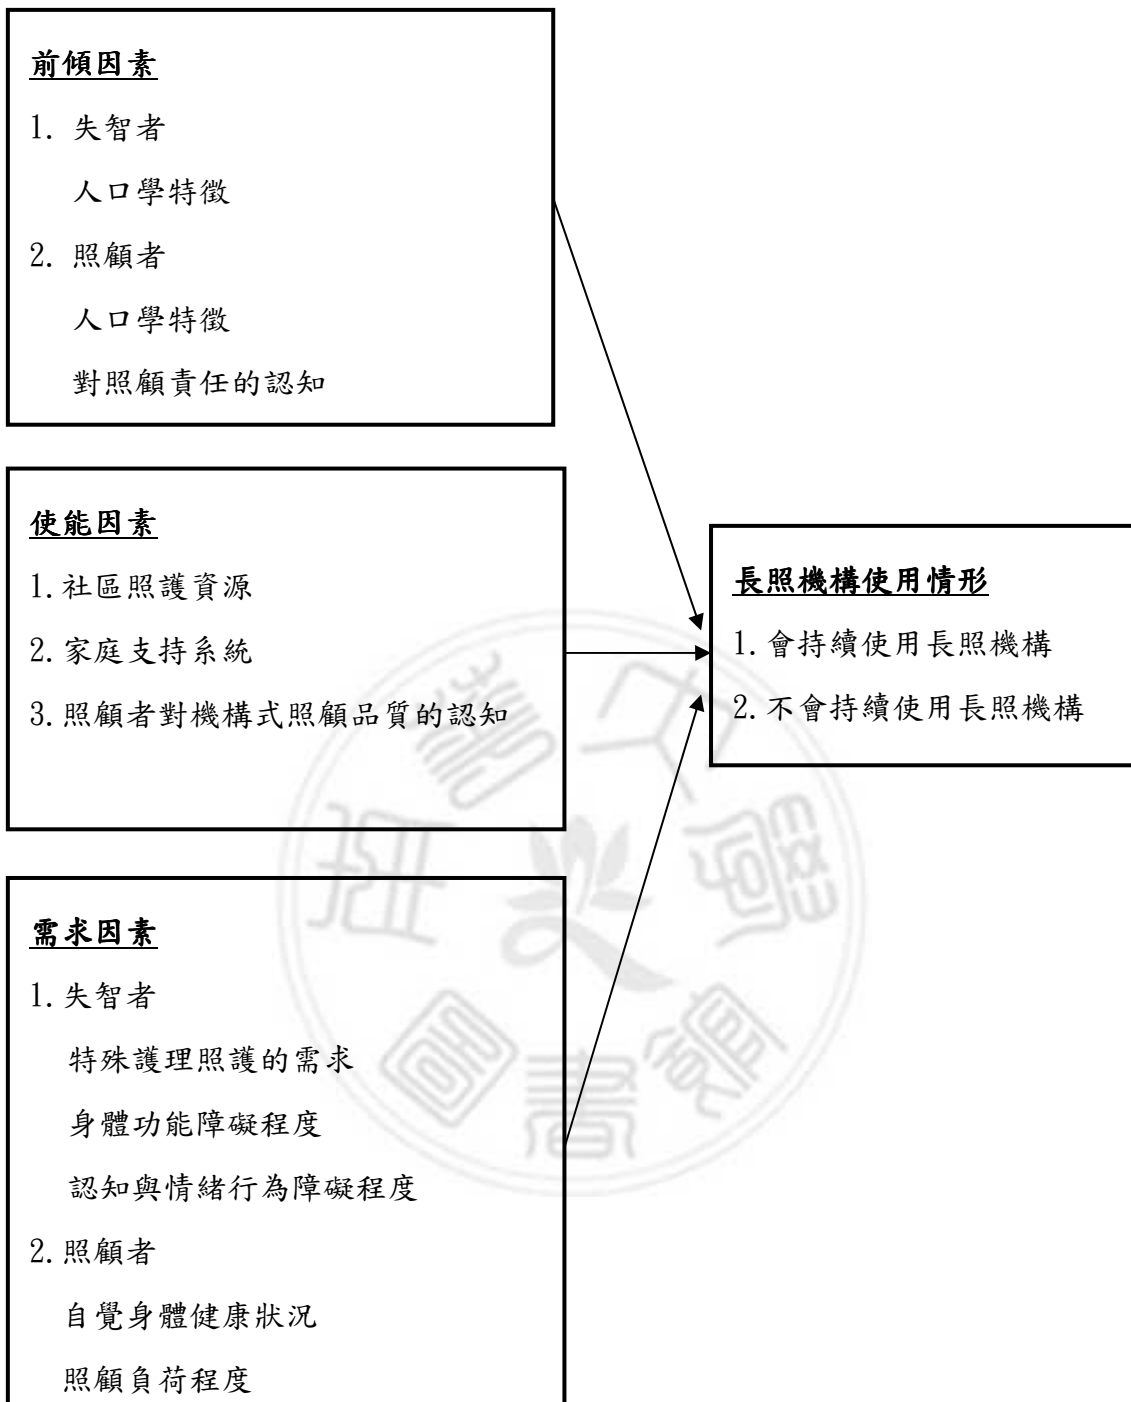 前傾因素
1. 失智者
人口學特徵
2. 照顧者
人口學特徵
對照顧責任的認知
使能因素
1.社區照護資源
2.家庭支持系統
3.照顧者對機構式照顧品質的認知
需求因素
1.失智者
特殊護理照護的需求
身體功能障礙程度
認知與情緒行為障礙程度
2.照顧者
自覺身體健康狀況
照顧負荷程度
長照機構使用情形
1.會持續使用長照機構
2.不會持續使用長照機構